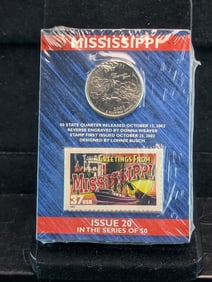 MISSISSIPPI
50 STATE QUARTER RELEASED OCTOBER 15, 2002
REVERSE ENGRAVED BY DONNA WEAVER
STAMP FIRST ISSUED OCTOBER 25, 2002
DESIGNED BY LONNIE BUSCH
GREETINGS FROM
MISSISSIPPI
37 USA
ISSUE 20
IN THE SERIES OF 50